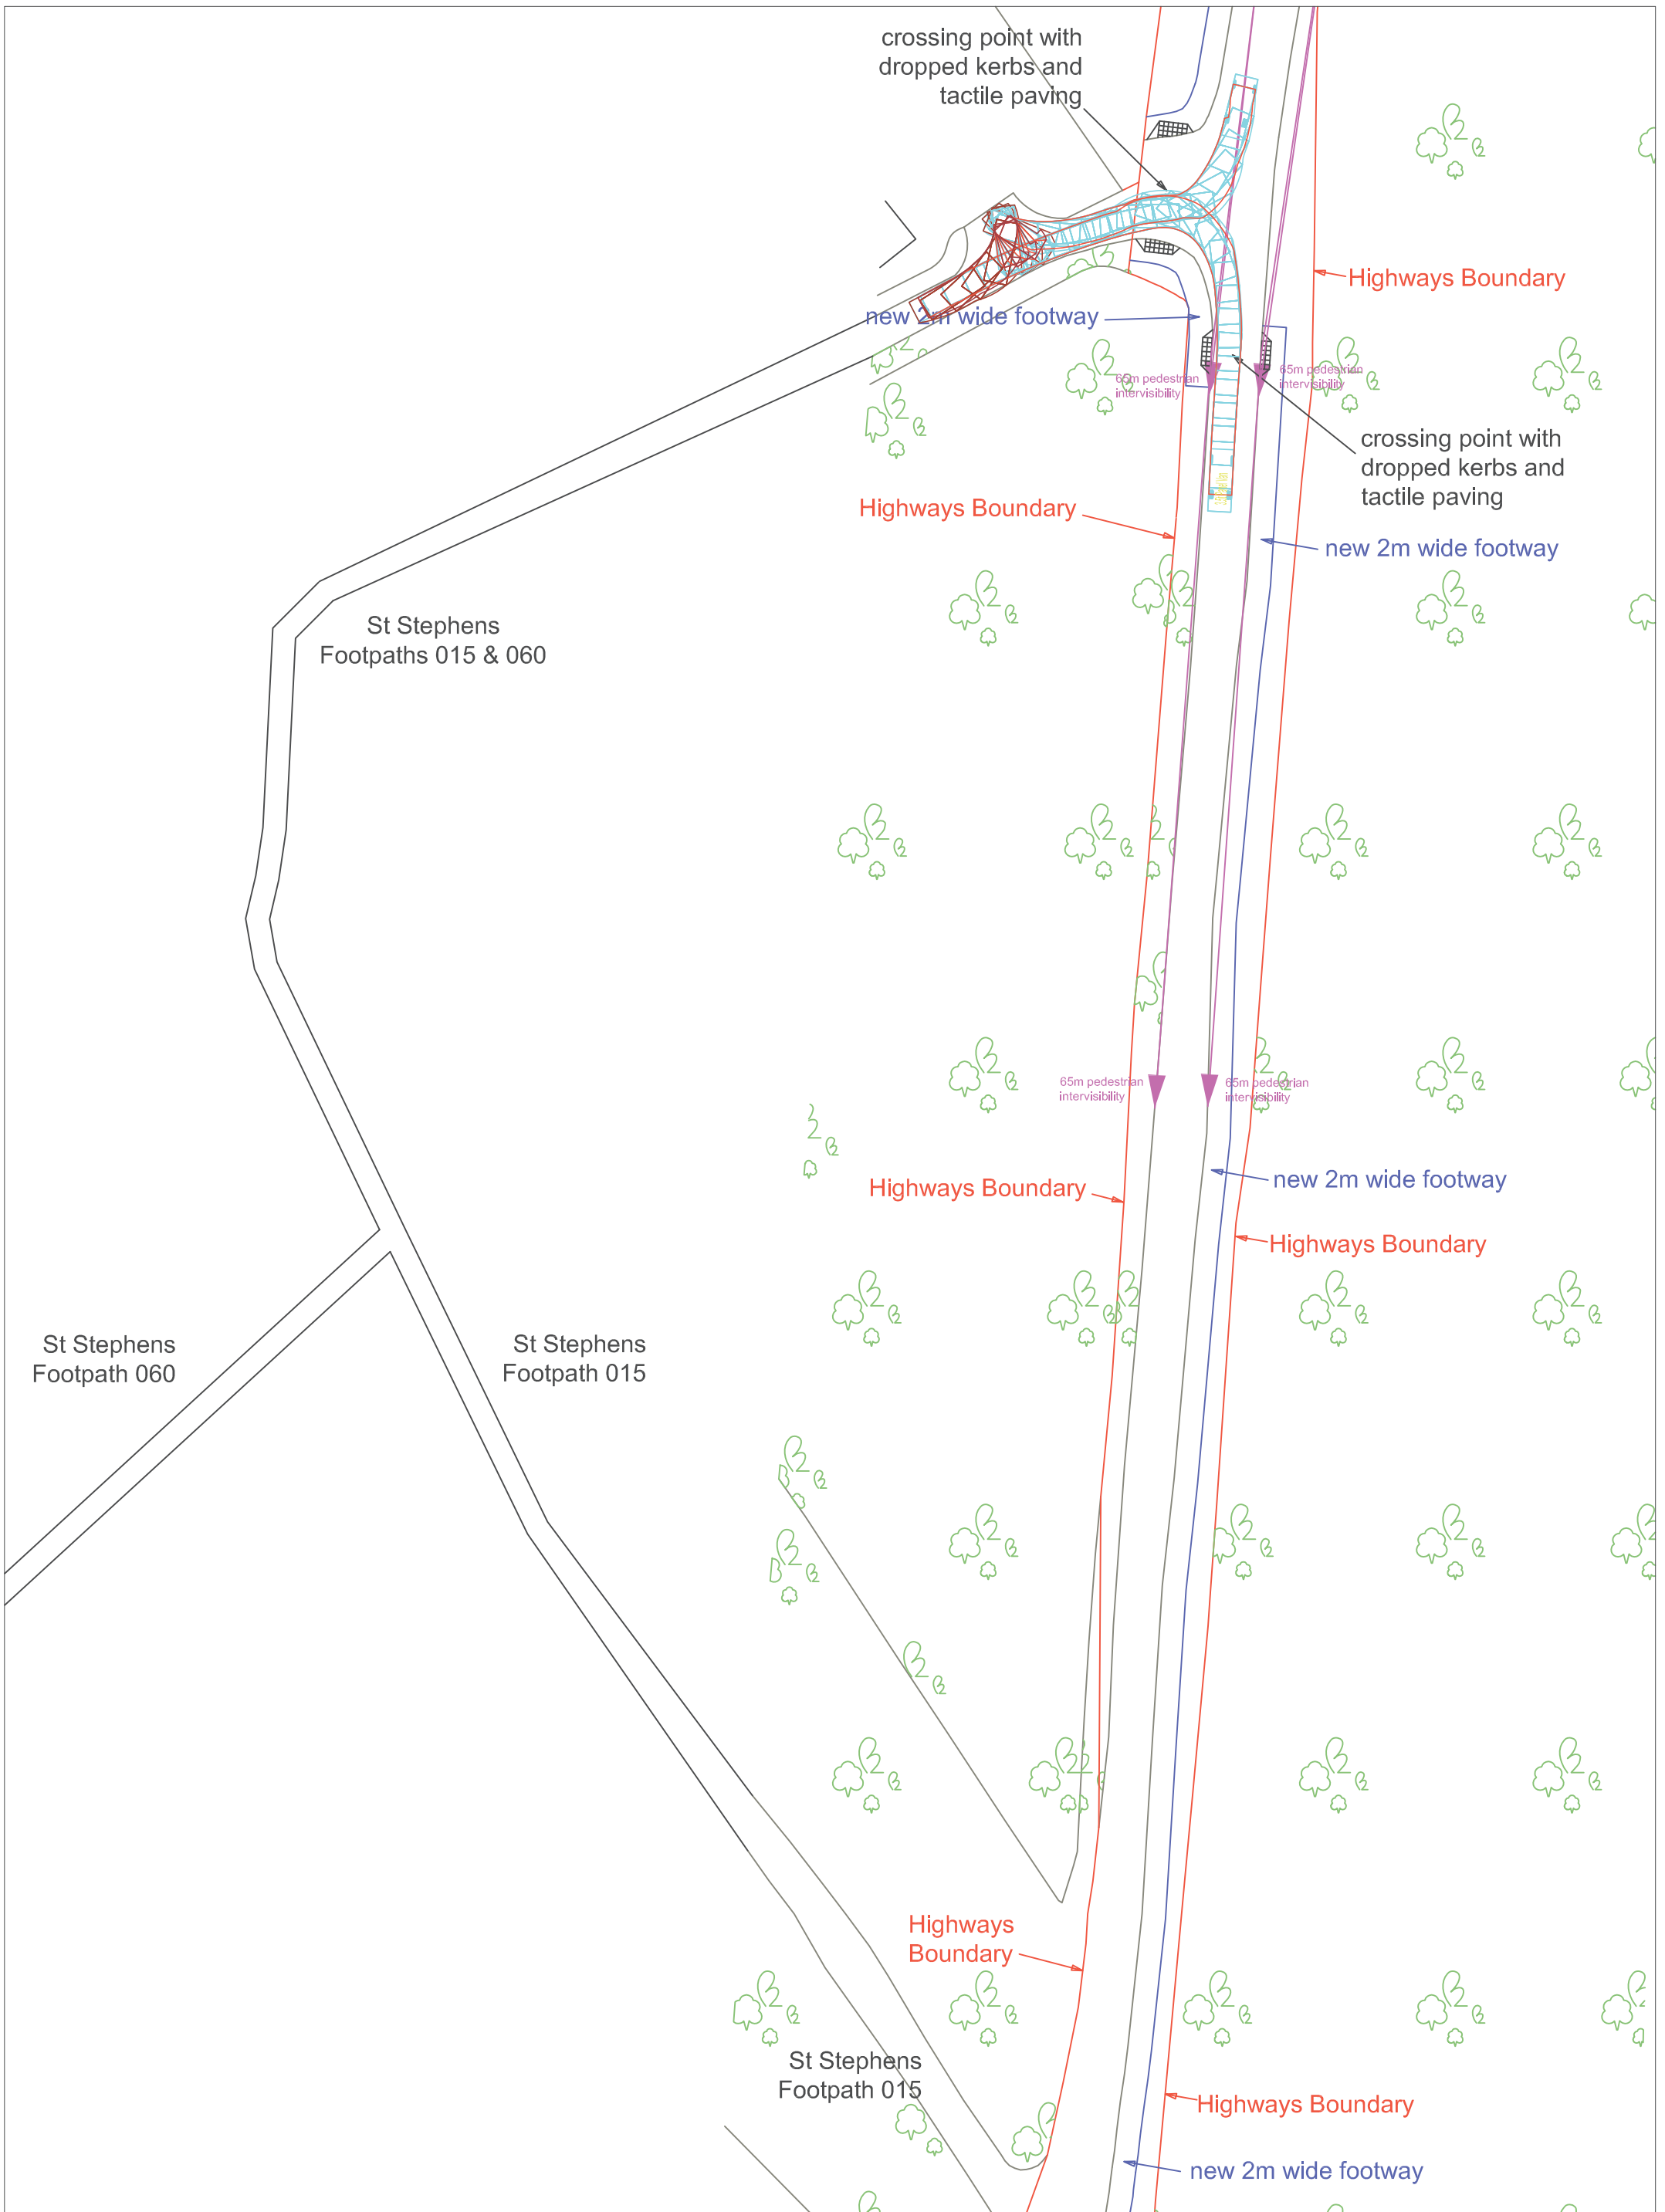 crossing point with
dropped kerbs and
tactile paving
Highways Boundary
new 2m wide footway
65m pedestrian
intervisibility
65m pedestrian
intervisibility
crossing point with
dropped kerbs and
tactile paving
Highways Boundary
new 2m wide footway
St Stephens
Footpaths 015 & 060
65m pedestrian
intervisibility
65m pedestrian
intervisibility
new 2m wide footway
Highways Boundary
Highways Boundary
St Stephens
Footpath 060
St Stephens
Footpath 015
Highways
Boundary
St Stephens
Footpath 015
Highways Boundary
new 2m wide footway